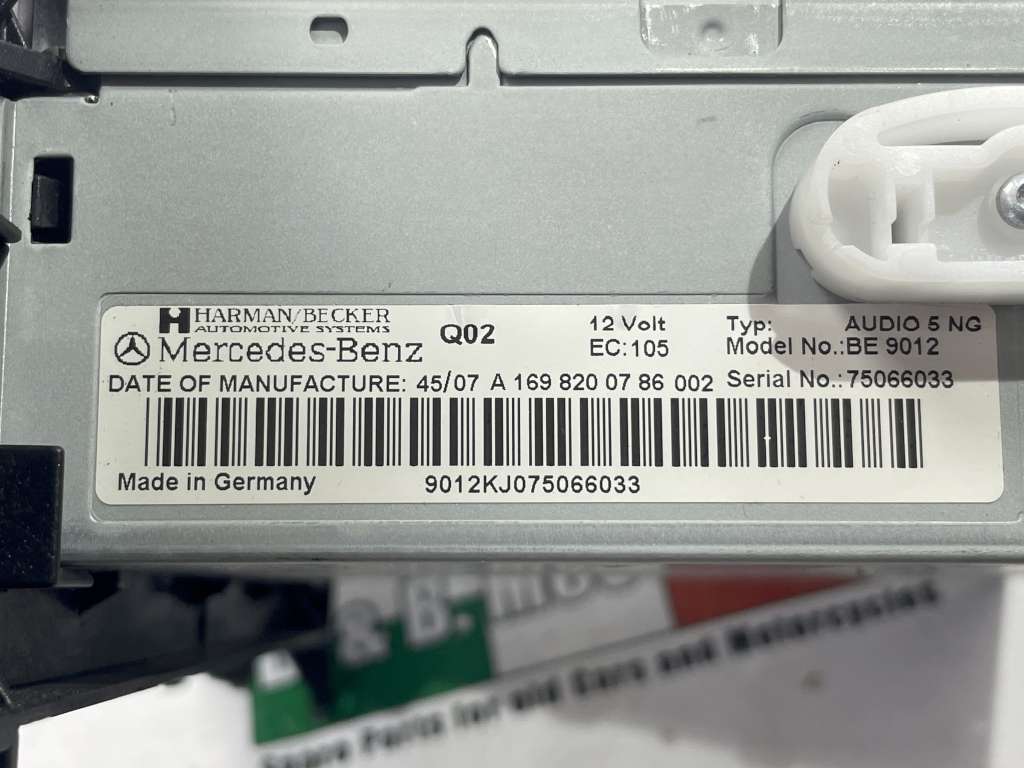 HARMAN/BECKER
AUTOMOTIVE SYSTEMS
Mercedes-Benz
Q02
12 Volt
EC:105
Typ: AUDIO 5 NG
Model No.:BE 9012
DATE OF MANUFACTURE: 45/07 A 169 820 07 86 002 Serial No.:75066033
Made in Germany 9012KJ075066033
& B.
Spare Parts for old Cars and Motorcycles